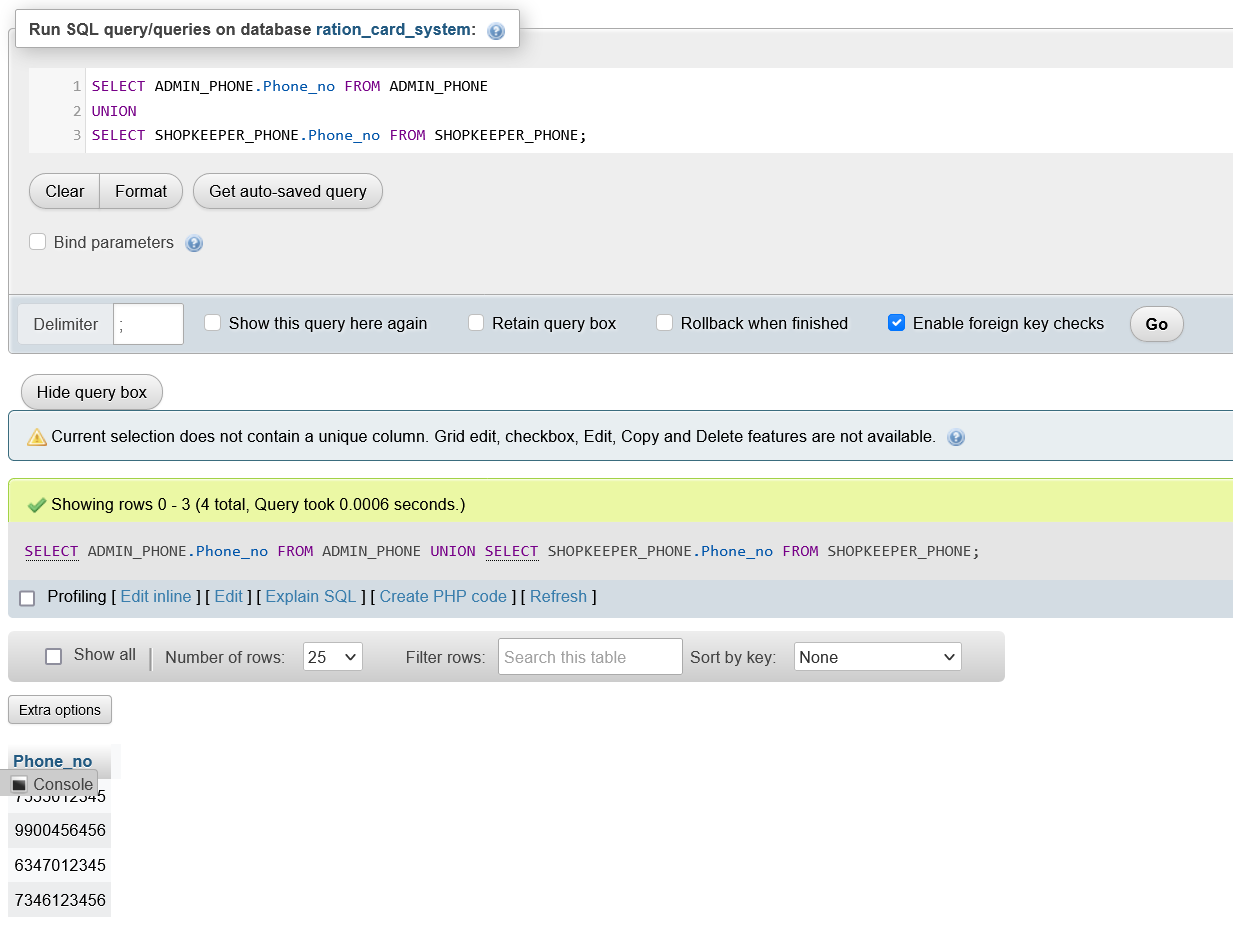 Run SQL query/queries on database ration_card_system:
1 SELECT ADMIN_PHONE.Phone_no FROM ADMIN_PHONE
2 UNION
3 SELECT SHOPKEEPER_PHONE.Phone_no FROM SHOPKEEPER_PHONE;
Clear Format Get auto-saved query
Bind parameters
Delimiter ; Show this query here again Retain query box Rollback when finished Enable foreign key checks Go
Hide query box
Current selection does not contain a unique column. Grid edit, checkbox, Edit, Copy and Delete features are not available.
Showing rows 0 - 3 (4 total, Query took 0.0006 seconds.)
SELECT ADMIN_PHONE.Phone_no FROM ADMIN_PHONE UNION SELECT SHOPKEEPER_PHONE.Phone_no FROM SHOPKEEPER_PHONE;
Profiling [ Edit inline ] [ Edit ] [ Explain SQL ] [ Create PHP code ] [ Refresh ]
Show all | Number of rows: 25 Filter rows: Search this table Sort by key: None
Extra options
Phone_no
Console
9900456456
6347012345
7346123456